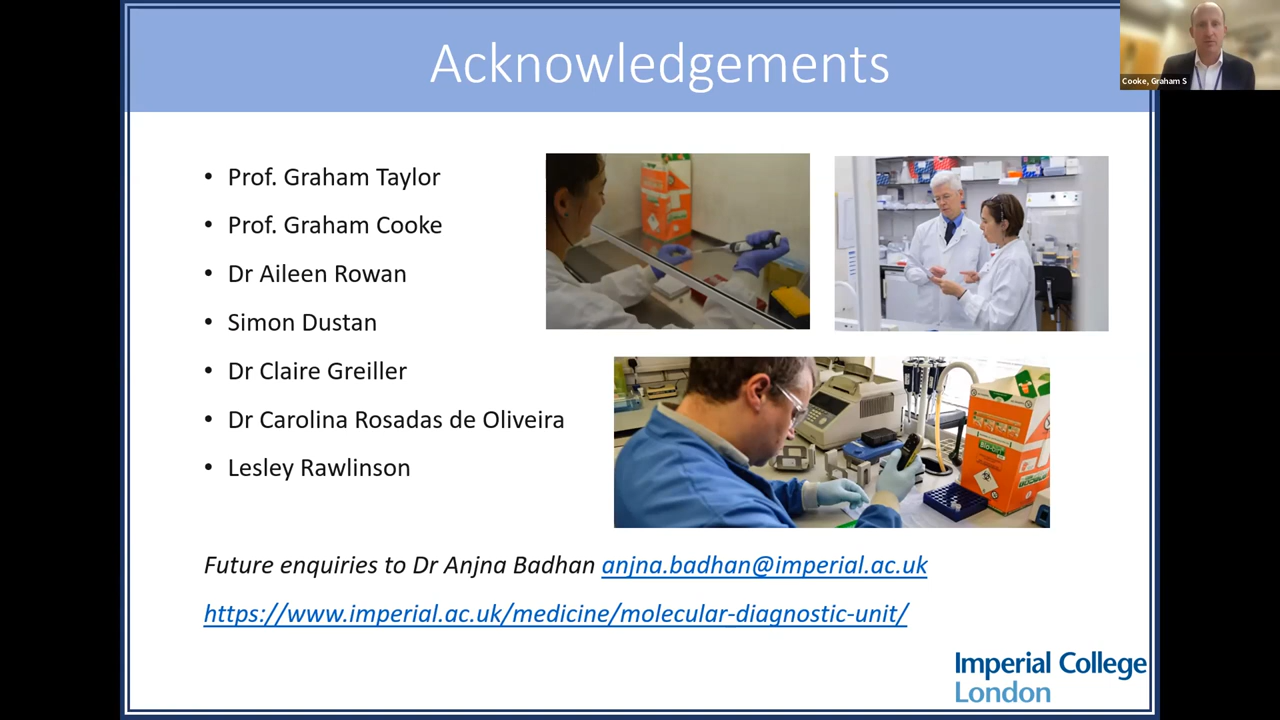 Acknowledgements
Cooke, Graham S
• Prof. Graham Taylor
• Prof. Graham Cooke
• Dr Aileen Rowan
• Simon Dustan
• Dr Claire Greiller
• Dr Carolina Rosadas de Oliveira
• Lesley Rawlinson
Future enquiries to Dr Anjna Badhan anjna.badhan@imperial.ac.uk
https://www.imperial.ac.uk/medicine/molecular-diagnostic-unit/
Imperial College
London